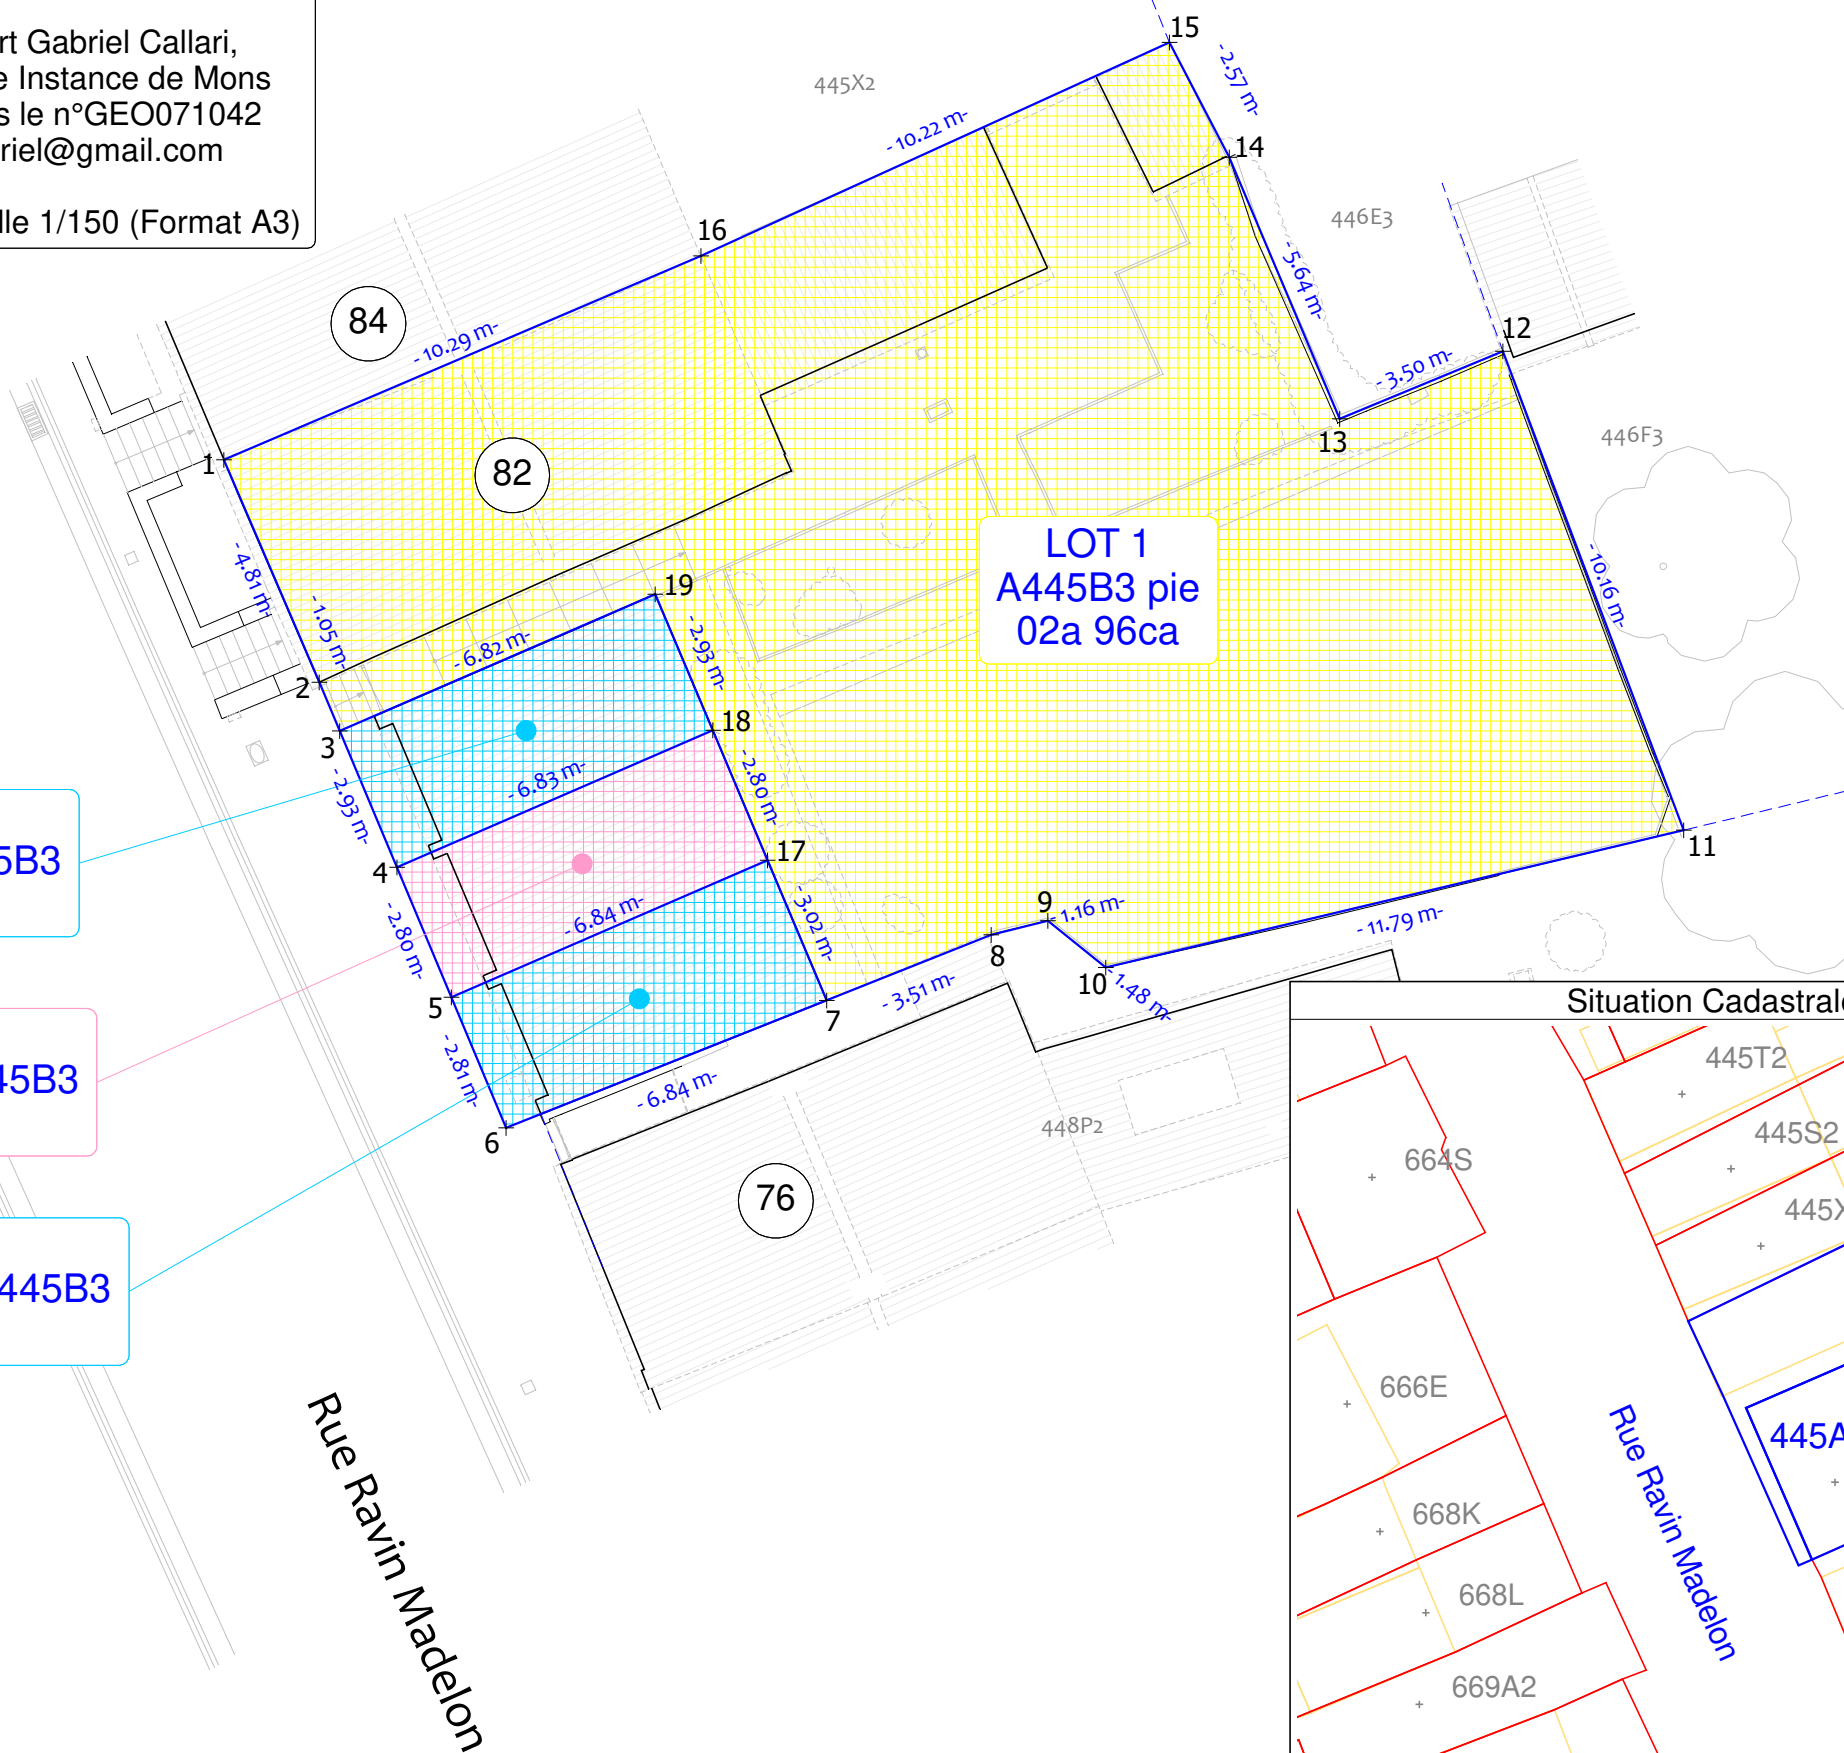 rt Gabriel Callari,
e Instance de Mons
s le n°GEO071042
riel@gmail.com
lle 1/150 (Format A3)
445X2
15
- 2.57 m-
- 10.22 m-
14
446E3
16
84
- 10.29 m-
- 5.64 m-
12
- 3.50 m-
13
446F3
1
82
LOT 1
A445B3 pie
02a 96ca
- 4.81 m-
- 1.05 m-
19
- 6.82 m-
- 2.93 m-
- 10.16 m-
2
3
18
- 6.83 m-
- 2.93 m-
- 2.80 m-
5B3
4
17
11
- 6.84 m-
- 2.80 m-
- 3.02 m-
9
- 1.16 m-
- 11.79 m-
8
10
- 1.48 m-
- 3.51 m-
5
7
45B3
- 2.81 m-
- 6.84 m-
6
448P2
76
445B3
Rue Ravin Madelon
Situation Cadastrale
445T2
445S2
445X
664S
666E
445A
668K
668L
669A2
Rue Ravin Madelon